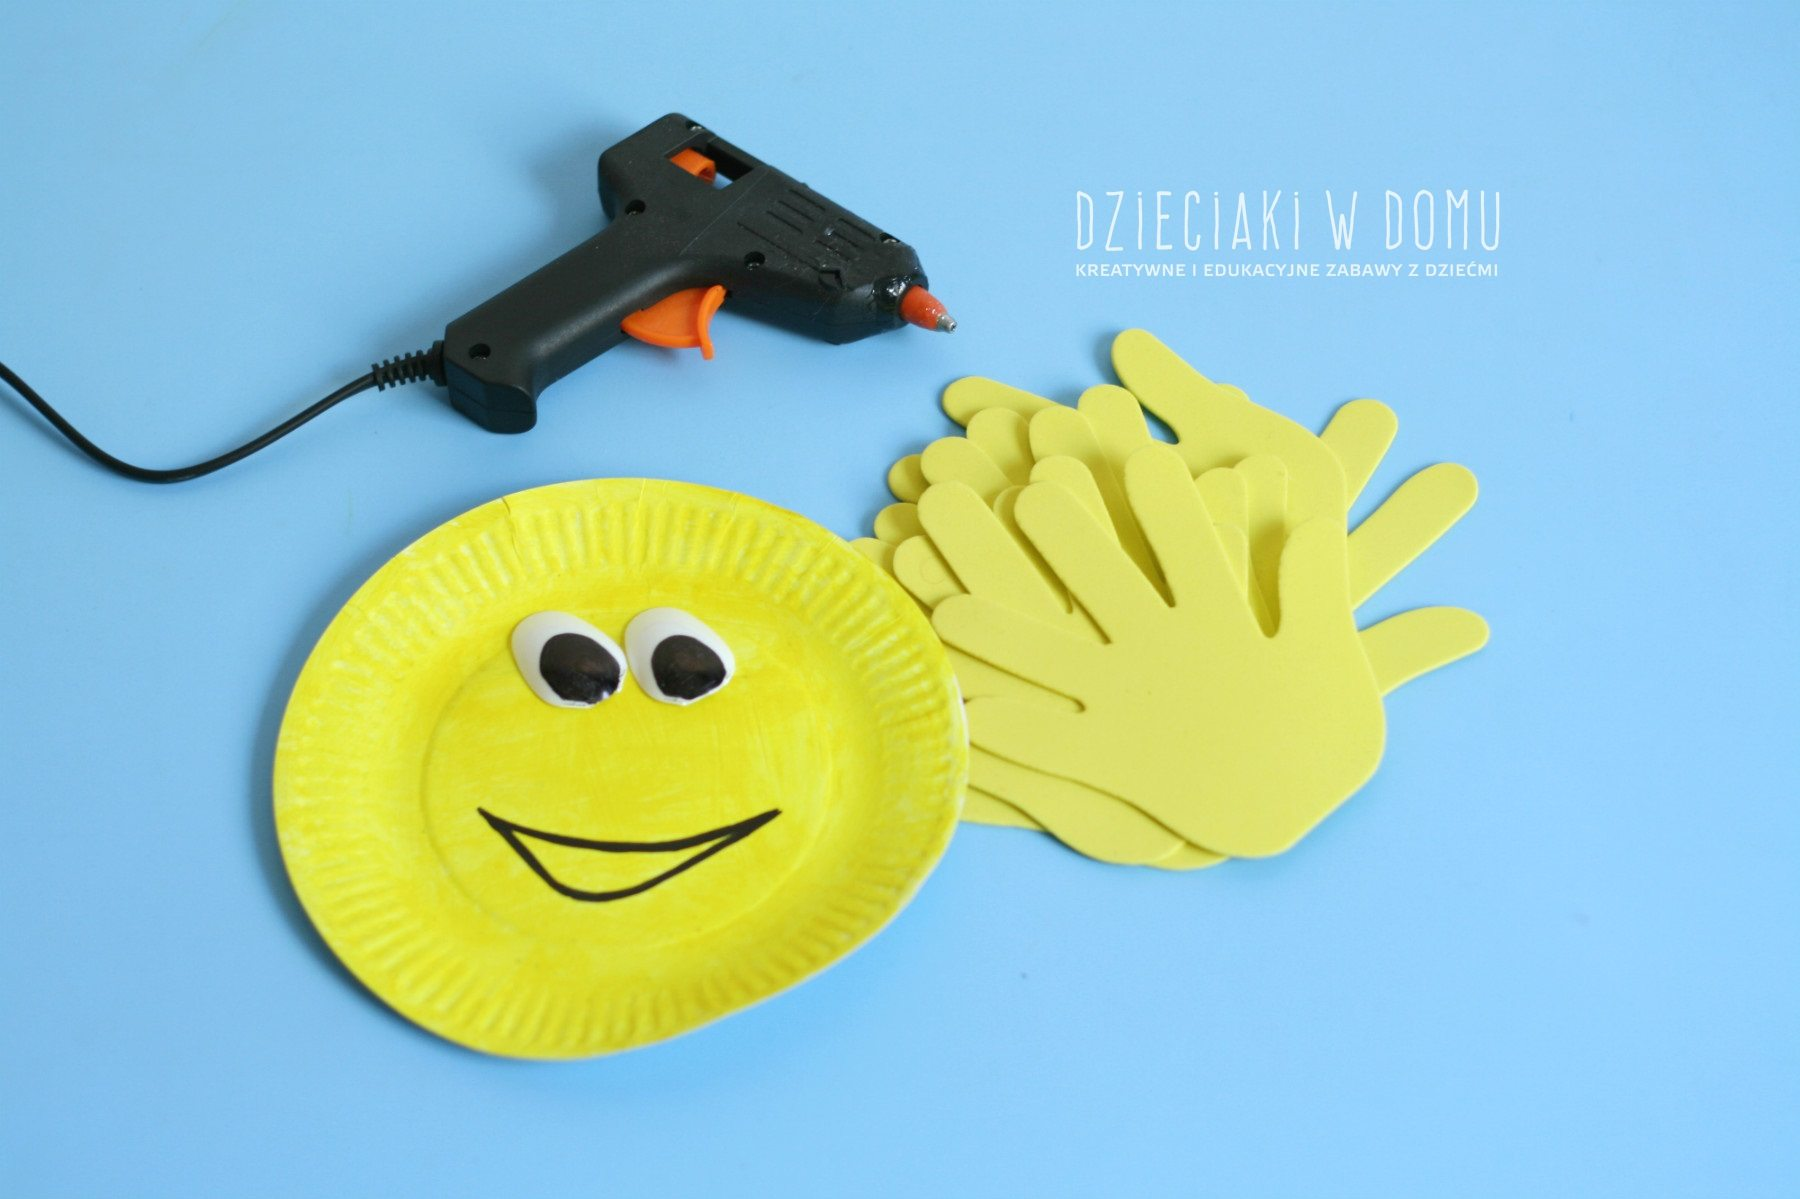 DZIECIAKI W DOMU
KREATYWNE I EDUKACYJNE ZABAWY Z DZIEĆMI